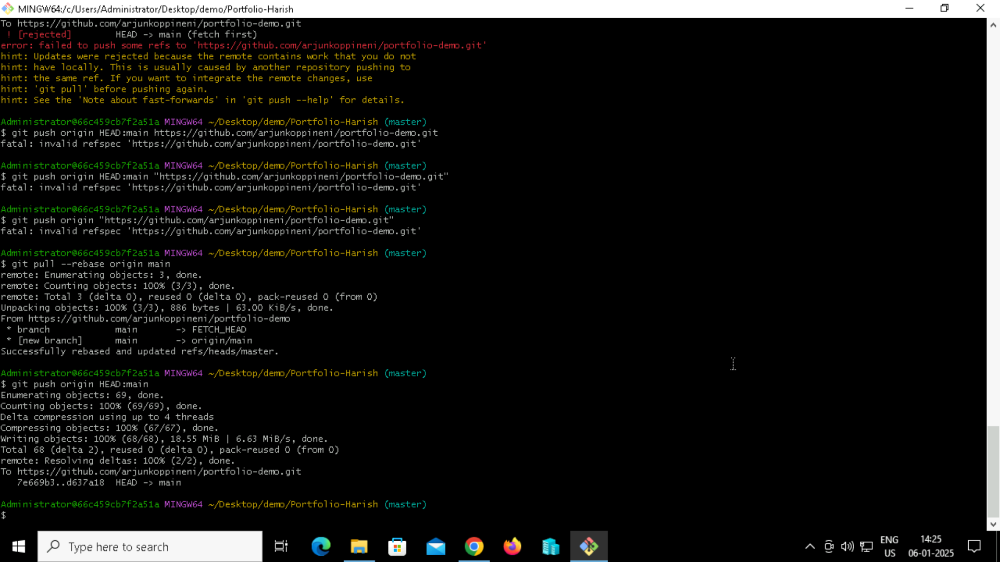 MINGW64:/c/Users/Administrator/Desktop/demo/Portfolio-Harish
To https://github.com/arjunkoppineni/portfolio-demo.git
 ! [rejected]        HEAD -> main (fetch first)
error: failed to push some refs to 'https://github.com/arjunkoppineni/portfolio-demo.git'
hint: Updates were rejected because the remote contains work that you do not
hint: have locally. This is usually caused by another repository pushing to
hint: the same ref. If you want to integrate the remote changes, use
hint: 'git pull' before pushing again.
hint: See the 'Note about fast-forwards' in 'git push --help' for details.
Administrator@66c459cb7f2a51a MINGW64 ~/Desktop/demo/Portfolio-Harish (master)
$ git push origin HEAD:main https://github.com/arjunkoppineni/portfolio-demo.git
fatal: invalid refspec 'https://github.com/arjunkoppineni/portfolio-demo.git'
Administrator@66c459cb7f2a51a MINGW64 ~/Desktop/demo/Portfolio-Harish (master)
$ git push origin HEAD:main "https://github.com/arjunkoppineni/portfolio-demo.git"
fatal: invalid refspec 'https://github.com/arjunkoppineni/portfolio-demo.git'
Administrator@66c459cb7f2a51a MINGW64 ~/Desktop/demo/Portfolio-Harish (master)
$ git push origin "https://github.com/arjunkoppineni/portfolio-demo.git"
fatal: invalid refspec 'https://github.com/arjunkoppineni/portfolio-demo.git'
Administrator@66c459cb7f2a51a MINGW64 ~/Desktop/demo/Portfolio-Harish (master)
$ git pull --rebase origin main
remote: Enumerating objects: 3, done.
remote: Counting objects: 100% (3/3), done.
remote: Total 3 (delta 0), reused 0 (delta 0), pack-reused 0 (from 0)
Unpacking objects: 100% (3/3), 886 bytes | 63.00 KiB/s, done.
From https://github.com/arjunkoppineni/portfolio-demo
 * branch            main       -> FETCH_HEAD
 * [new branch]      main       -> origin/main
Successfully rebased and updated refs/heads/master.
Administrator@66c459cb7f2a51a MINGW64 ~/Desktop/demo/Portfolio-Harish (master)
$ git push origin HEAD:main
Enumerating objects: 69, done.
Counting objects: 100% (69/69), done.
Delta compression using up to 4 threads
Compressing objects: 100% (67/67), done.
Writing objects: 100% (68/68), 18.55 MiB | 6.63 MiB/s, done.
Total 68 (delta 2), reused 0 (delta 0), pack-reused 0 (from 0)
remote: Resolving deltas: 100% (2/2), done.
To https://github.com/arjunkoppineni/portfolio-demo.git
   7e669b3..d637a18  HEAD -> main
Administrator@66c459cb7f2a51a MINGW64 ~/Desktop/demo/Portfolio-Harish (master)
$
Type here to search
ENG
US
14:25
06-01-2025